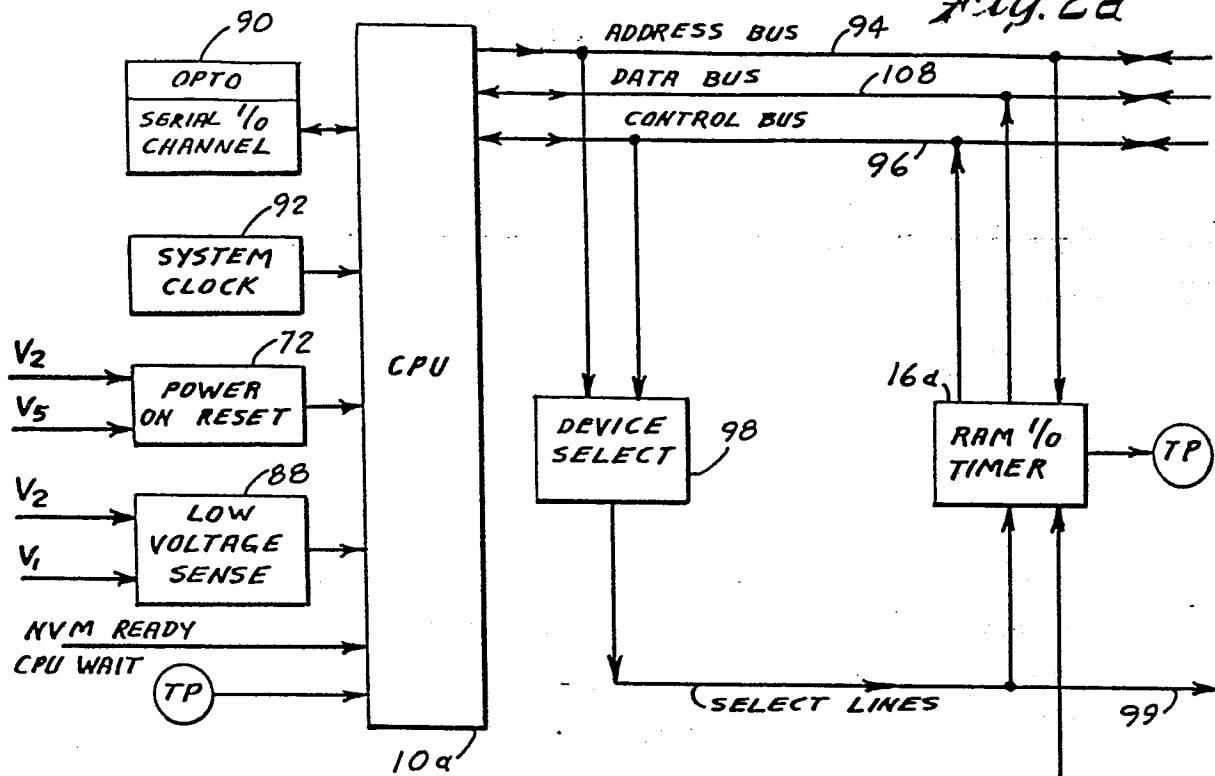 Fig. 2a
90
OPTO
SERIAL I/O
CHANNEL
92
SYSTEM
CLOCK
V2
72
V5
POWER
ON RESET
V2
88
V1
LOW
VOLTAGE
SENSE
NVM READY
CPU WAIT
TP
CPU
10a
ADDRESS BUS
94
DATA BUS
108
CONTROL BUS
96
DEVICE
SELECT
98
16a
RAM I/O
TIMER
TP
SELECT LINES
99